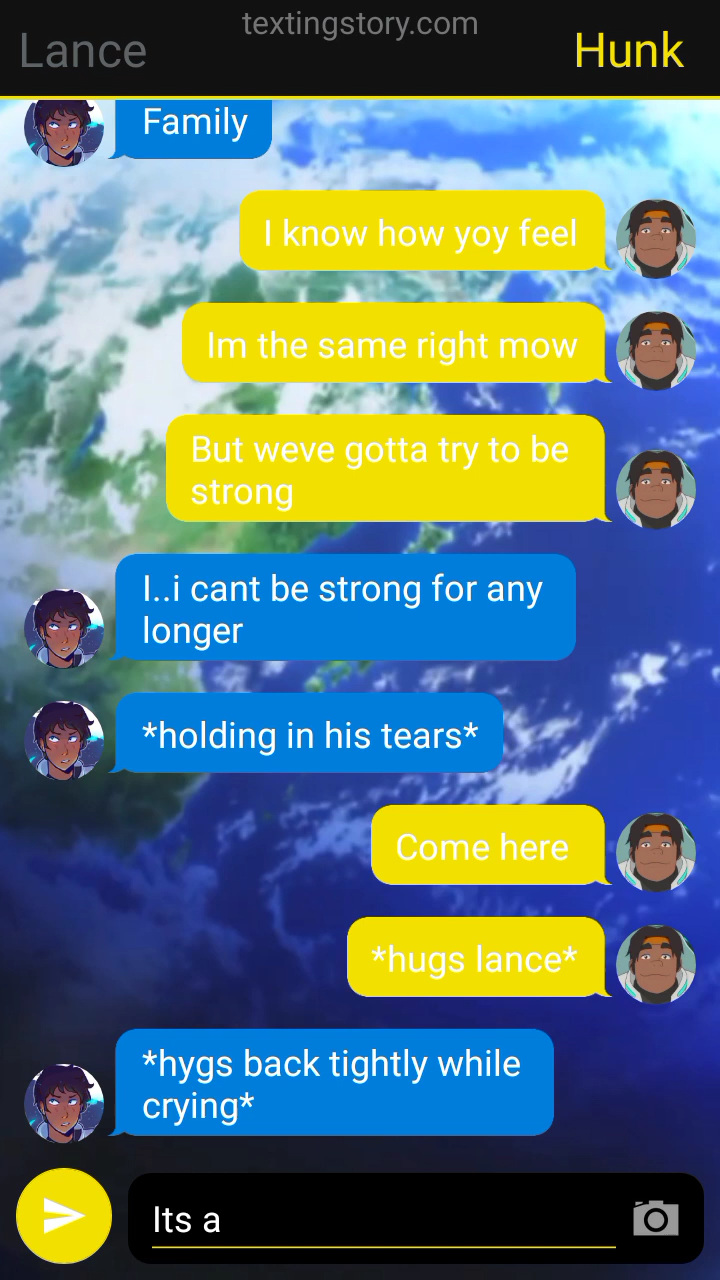 textingstory.com
Lance
Hunk
Family
I know how yoy feel
Im the same right mow
But weve gotta try to be
strong
I..i cant be strong for any
longer
*holding in his tears*
Come here
*hugs lance*
*hygs back tightly while
crying*
Its a